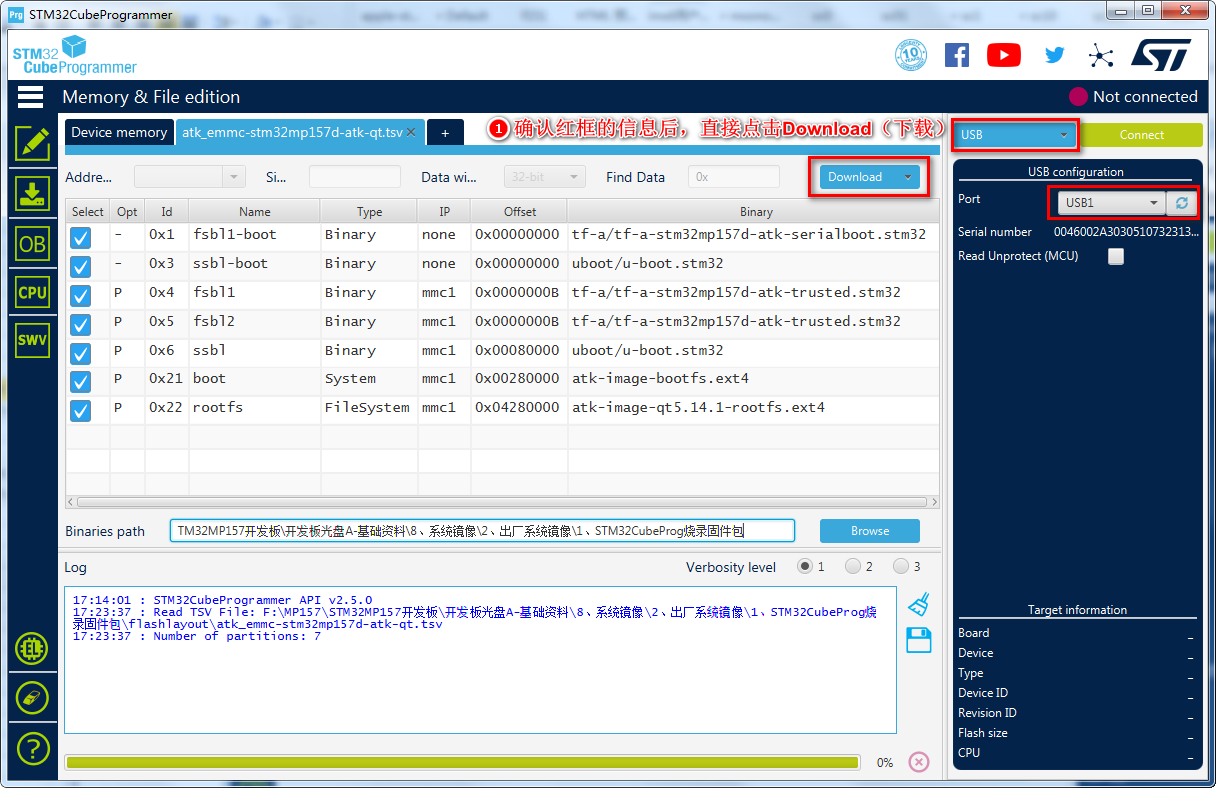 STM32CubeProgrammer
STM32
CubeProgrammer
10
Memory & File edition
Not connected
Device memory
atk_emmc-stm32mp157d-atk-qt.tsv
+
1 确认红框的信息后，直接点击Download（下载）
USB
Connect
Addre...
Si...
Data wi...
32-bit
Find Data
0x
Download
USB configuration
Port
USB1
Serial number
0046002A3030510732313...
Read Unprotect (MCU)
Select Opt Id Name Type IP Offset Binary
- 0x1 fsbl1-boot Binary none 0x00000000 tf-a/tf-a-stm32mp157d-atk-serialboot.stm32
- 0x3 ssbl-boot Binary none 0x00000000 uboot/u-boot.stm32
P 0x4 fsbl1 Binary mmc1 0x0000000B tf-a/tf-a-stm32mp157d-atk-trusted.stm32
P 0x5 fsbl2 Binary mmc1 0x0000000B tf-a/tf-a-stm32mp157d-atk-trusted.stm32
P 0x6 ssbl Binary mmc1 0x00080000 uboot/u-boot.stm32
P 0x21 boot System mmc1 0x00280000 atk-image-bootfs.ext4
P 0x22 rootfs FileSystem mmc1 0x04280000 atk-image-qt5.14.1-rootfs.ext4
OB
CPU
SWV
Binaries path
TM32MP157开发板\开发板光盘A-基础资料\8、系统镜像\2、出厂系统镜像\1、STM32CubeProg烧录固件包
Browse
Log
Verbosity level
1
2
3
17:14:01 : STM32CubeProgrammer API v2.5.0
17:23:37 : Read TSV File: F:\MP157\STM32MP157开发板\开发板光盘A-基础资料\8、系统镜像\2、出厂系统镜像\1、STM32CubeProg烧
录固件包\flashlayout\atk_emmc-stm32mp157d-atk-qt.tsv
17:23:37 : Number of partitions: 7
0%
Target information
Board –
Device –
Type –
Device ID –
Revision ID –
Flash size –
CPU –